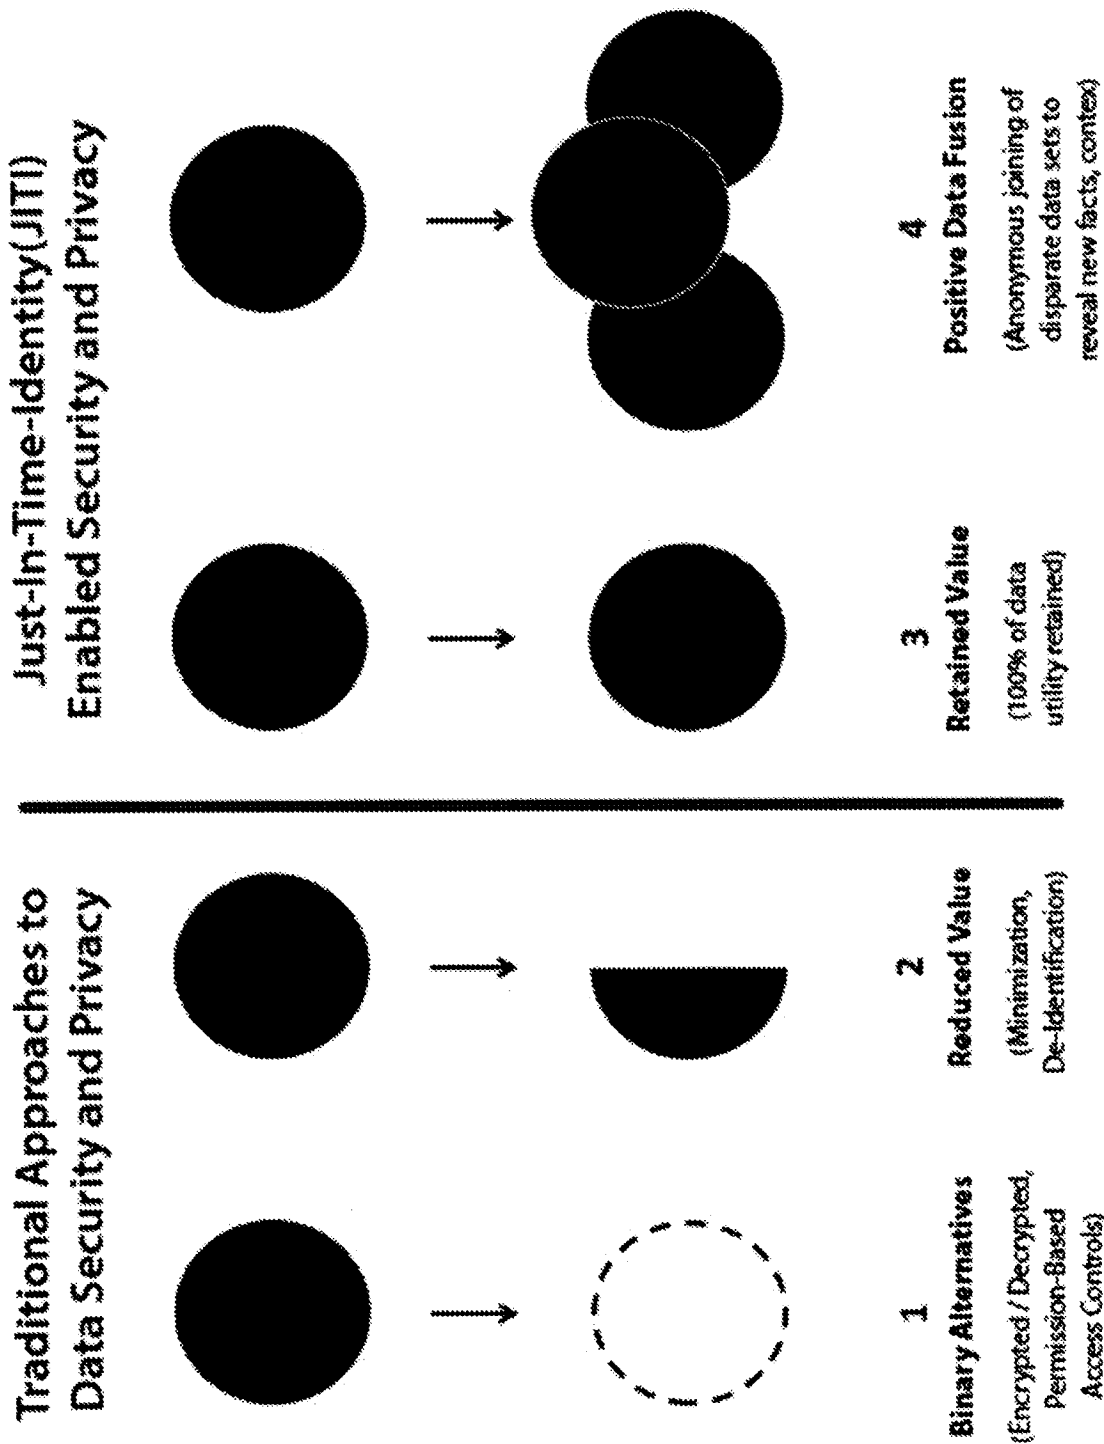 Traditional Approaches to
Data Security and Privacy
Just-In-Time-Identity(JITI)
Enabled Security and Privacy
1
Binary Alternatives
(Encrypted / Decrypted,
Permission-Based
Access Controls)
2
Reduced Value
(Minimization,
De-Identification)
3
Retained Value
(100% of data
utility retained)
4
Positive Data Fusion
(Anonymous joining of
disparate data sets to
reveal new facts, contex)